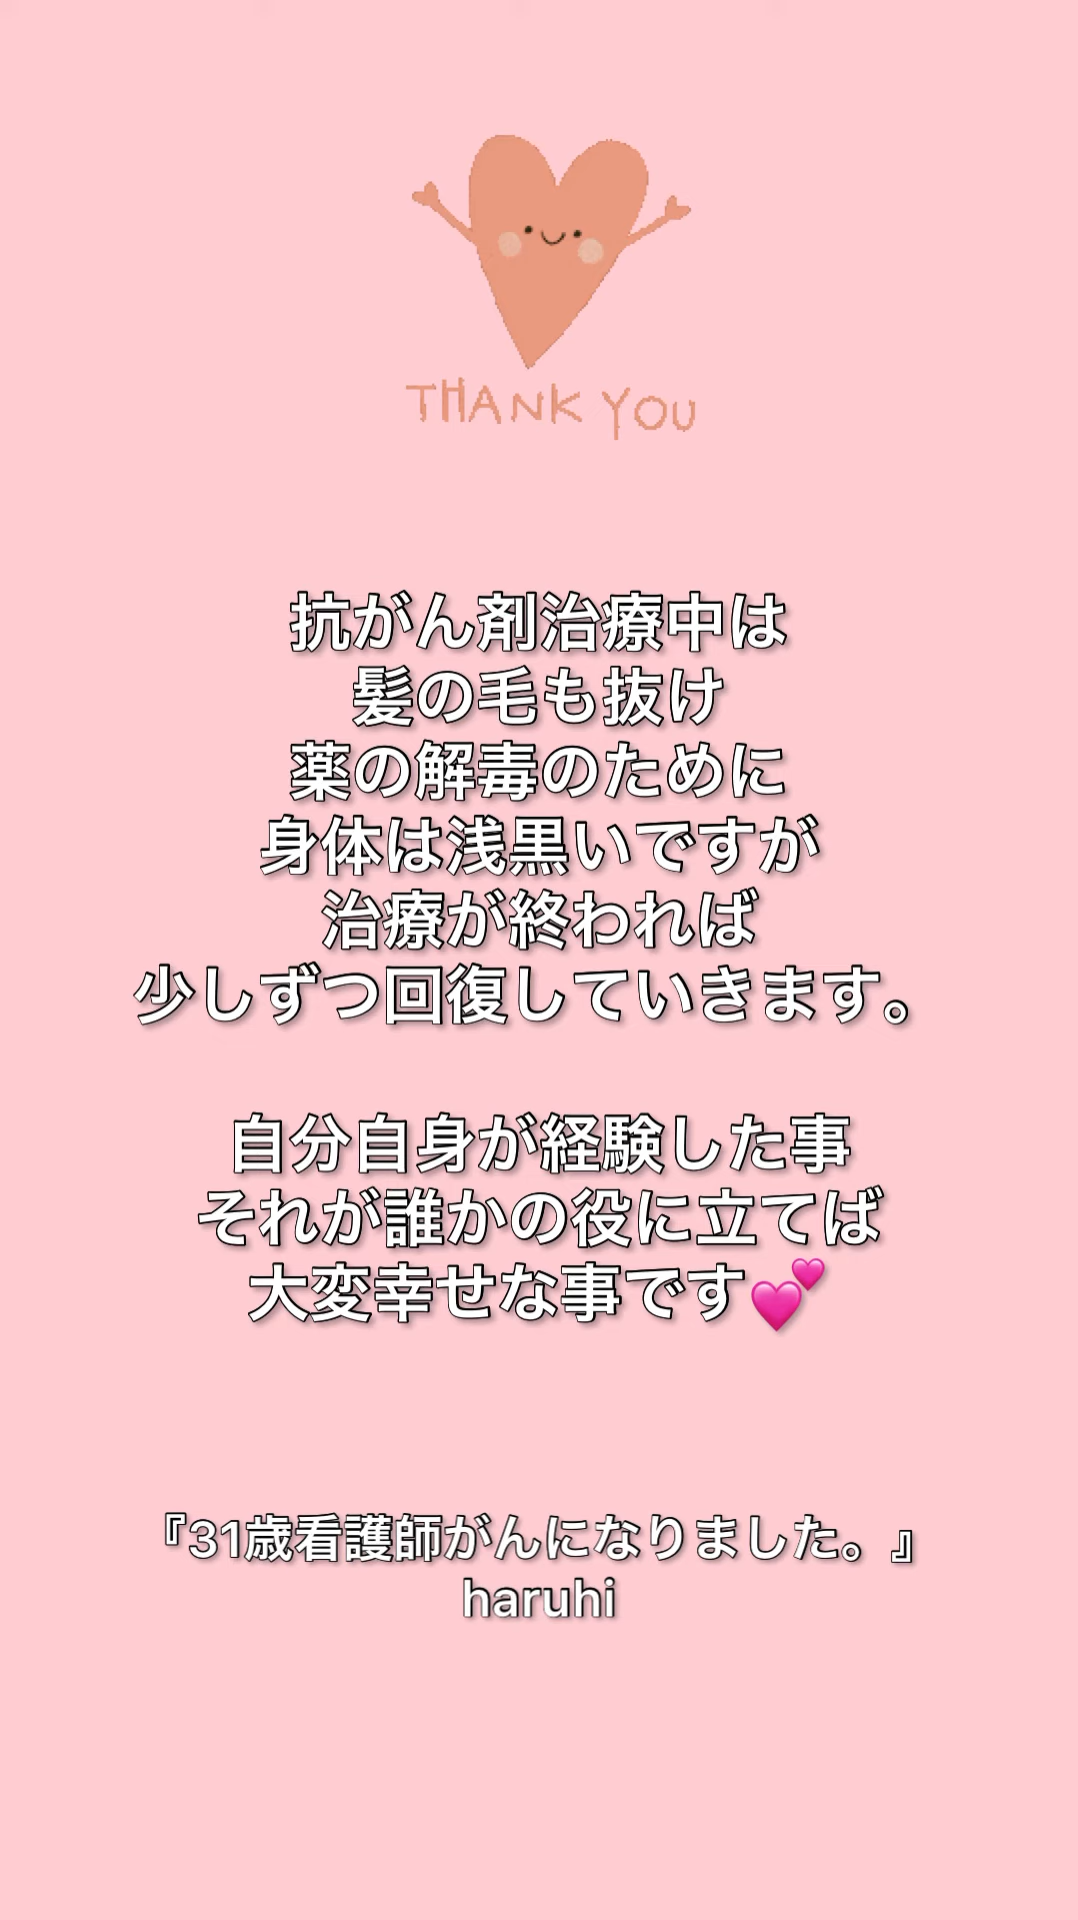 THANK YOU
抗がん剤治療中は
髪の毛も抜け
薬の解毒のために
身体は浅黒いですが
治療が終われば
少しずつ回復していきます。
自分自身が経験した事
それが誰かの役に立てば
大変幸せな事です💕
『31歳看護師がんになりました。』
haruhi